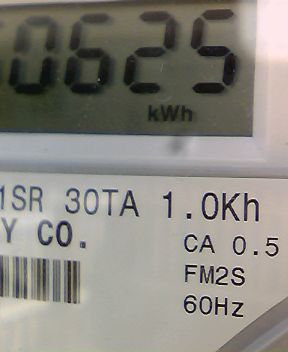 0625
kWh
1SR 30TA 1.0Kh
Y CO.
CA 0.5
FM2S
60Hz